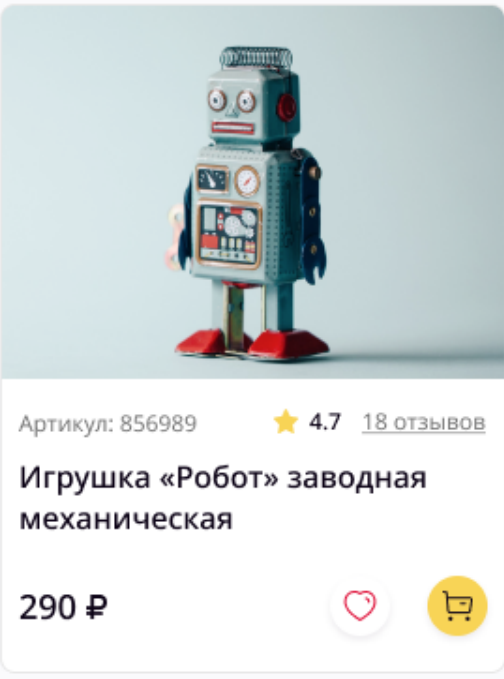 Артикул: 856989
4.7 18 отзывов
Игрушка «Робот» заводная
механическая
290 ₽